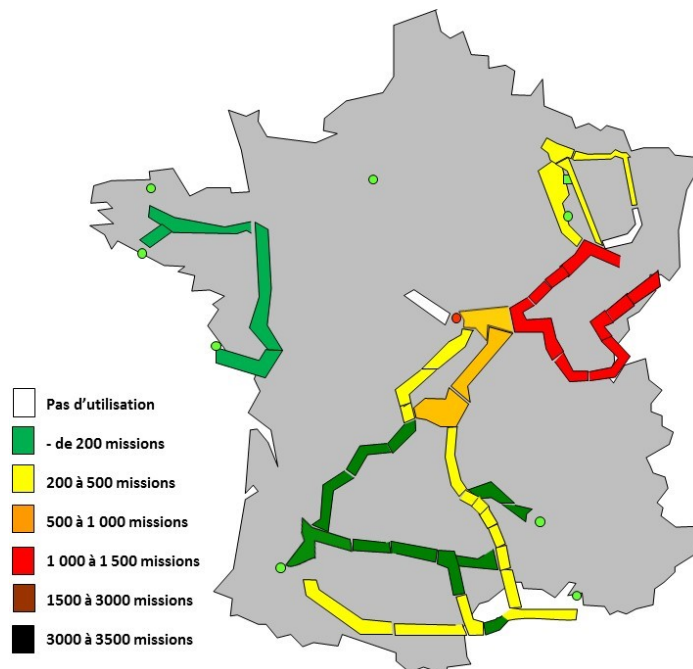 Pas d’utilisation
- de 200 missions
200 à 500 missions
500 à 1 000 missions
1 000 à 1 500 missions
1500 à 3000 missions
3000 à 3500 missions